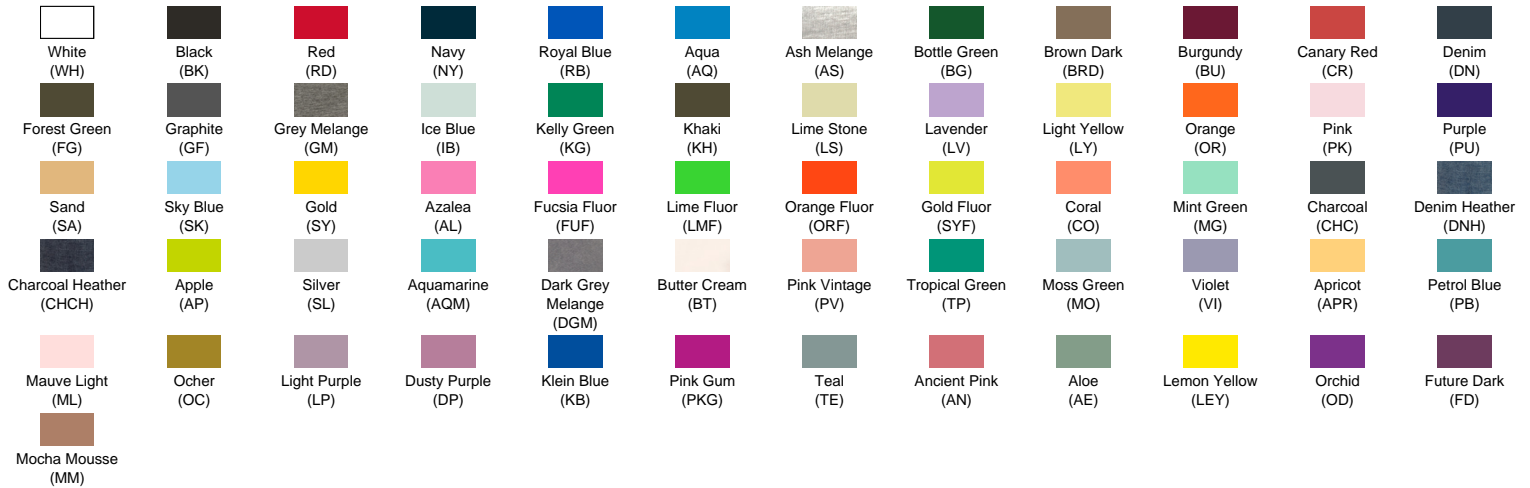 White Black Red Navy Royal Blue Aqua Ash Melange Bottle Green Brown Dark Burgundy Canary Red Denim
(WH) (BK) (RD) (NY) (RB) (AQ) (AS) (BG) (BRD) (BU) (CR) (DN)
Forest Green Graphite Grey Melange Ice Blue Kelly Green Khaki Lime Stone Lavender Light Yellow Orange Pink Purple
(FG) (GF) (GM) (IB) (KG) (KH) (LS) (LV) (LY) (OR) (PK) (PU)
Sand Sky Blue Gold Azalea Fucsia Fluor Lime Fluor Orange Fluor Gold Fluor Coral Mint Green Charcoal Denim Heather
(SA) (SK) (SY) (AL) (FUF) (LMF) (ORF) (SYF) (CO) (MG) (CHC) (DNH)
Charcoal Heather Apple Silver Aquamarine Dark Grey Butter Cream Pink Vintage Tropical Green Moss Green Violet Apricot Petrol Blue
(CHCH) (AP) (SL) (AQM) Melange (BT) (PV) (TP) (MO) (VI) (APR) (PB)
(DGM)
Mauve Light Ocher Light Purple Dusty Purple Klein Blue Pink Gum Teal Ancient Pink Aloe Lemon Yellow Orchid Future Dark
(ML) (OC) (LP) (DP) (KB) (PKG) (TE) (AN) (AE) (LEY) (OD) (FD)
Mocha Mousse
(MM)